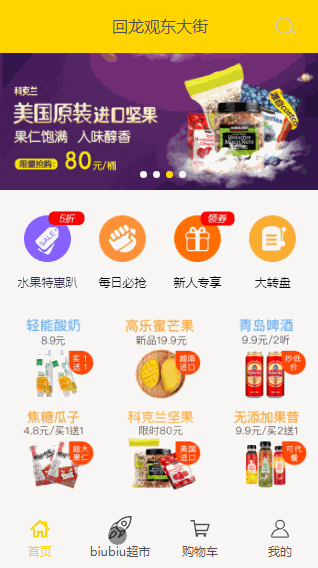 回龙观东大街
科克兰
美国原装进口坚果
果仁饱满 入味醇香
限量抢购: 80元/桶
5折
领券
SALE
水果特惠趴
每日必抢
新人专享
大转盘
轻能酸奶
8.9元
买1
送1
高乐蜜芒果
新品19.9元
越南
进口
青岛啤酒
9.9元/2听
抄低
价
焦糖瓜子
4.8元/买1送1
超大
果仁
科克兰坚果
限时80元
美国
进口
无添加果昔
9.9元/买2送1
可代
餐
首页
biubiu超市
购物车
我的